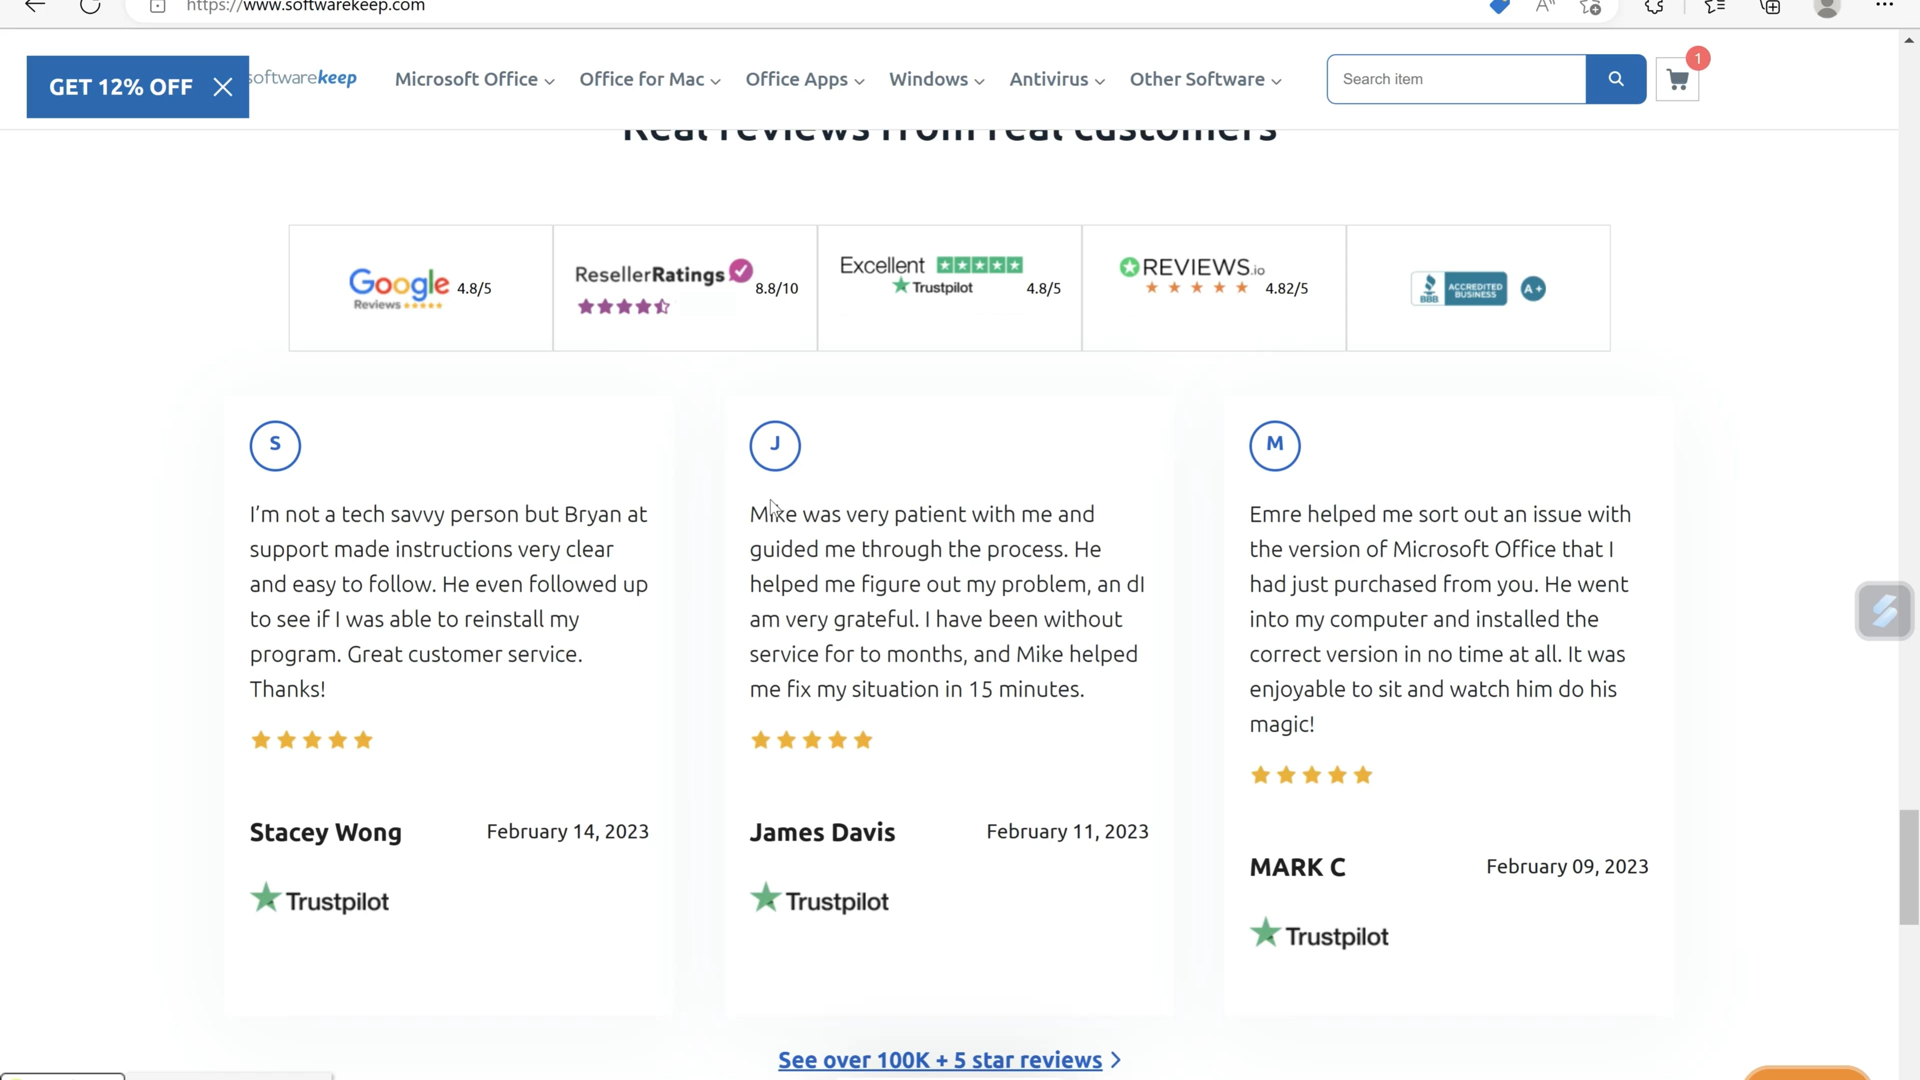 https://www.softwarekeep.com
GET 12% OFF
softwarekeep
Microsoft Office
Office for Mac
Office Apps
Windows
Antivirus
Other Software
Search item
1
Real reviews from real customers
Google
Reviews
4.8/5
ResellerRatings
8.8/10
Excellent
Trustpilot
4.8/5
REVIEWS.io
4.82/5
BBB
ACCREDITED
BUSINESS
A+
S
I'm not a tech savvy person but Bryan at
support made instructions very clear
and easy to follow. He even followed up
to see if I was able to reinstall my
program. Great customer service.
Thanks!
Stacey Wong
February 14, 2023
Trustpilot
J
Mike was very patient with me and
guided me through the process. He
helped me figure out my problem, an dI
am very grateful. I have been without
service for to months, and Mike helped
me fix my situation in 15 minutes.
James Davis
February 11, 2023
Trustpilot
M
Emre helped me sort out an issue with
the version of Microsoft Office that I
had just purchased from you. He went
into my computer and installed the
correct version in no time at all. It was
enjoyable to sit and watch him do his
magic!
MARK C
February 09, 2023
Trustpilot
See over 100K + 5 star reviews